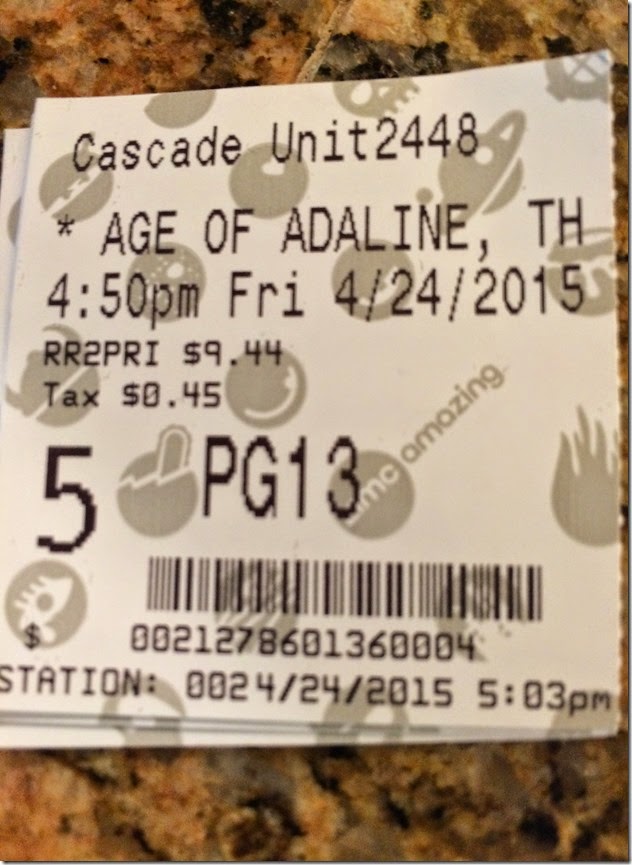 Cascade Unit2448
* AGE OF ADALINE, TH
4:50pm Fri 4/24/2015
RR2PRI $9.44
Tax $0.45
5 PG13
amc amazing
$ 0021278601360004
STATION: 0024/24/2015 5:03pm